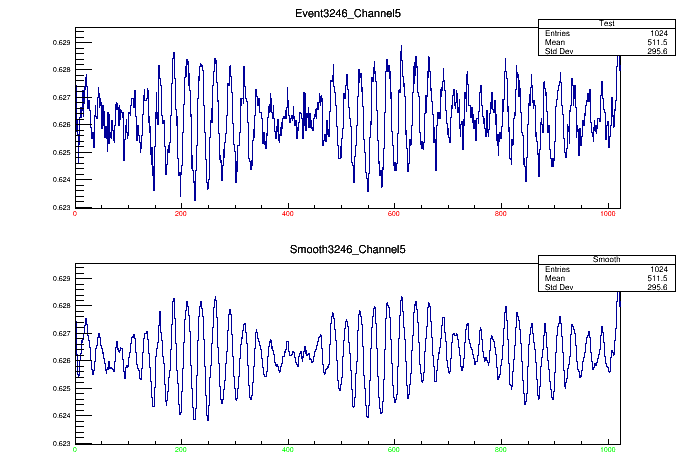 Event3246_Channel5
Test
Entries 1024
Mean 511.5
Std Dev 295.6
0.629
0.628
0.627
0.626
0.625
0.624
0.623
0 200 400 600 800 1000
Smooth3246_Channel5
Smooth
Entries 1024
Mean 511.5
Std Dev 295.6
0.629
0.628
0.627
0.626
0.625
0.624
0.623
0 200 400 600 800 1000